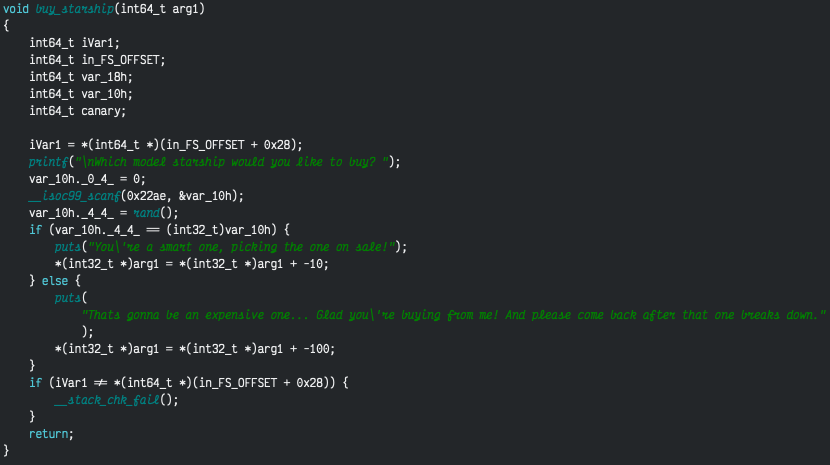 void buy_starship(int64_t arg1)
{
    int64_t iVar1;
    int64_t in_FS_OFFSET;
    int64_t var_18h;
    int64_t var_10h;
    int64_t canary;

    iVar1 = *(int64_t *)(in_FS_OFFSET + 0x28);
    printf("\nWhich model starship would you like to buy? ");
    var_10h._0_4_ = 0;
    __isoc99_scanf(0x22ae, &var_10h);
    var_10h._4_4_ = rand();
    if (var_10h._4_4_ == (int32_t)var_10h) {
        puts("You\'re a smart one, picking the one on sale!");
        *(int32_t *)arg1 = *(int32_t *)arg1 + -10;
    } else {
        puts(
            "Thats gonna be an expensive one... Glad you\'re buying from me! And please come back after that one breaks down."
            );
        *(int32_t *)arg1 = *(int32_t *)arg1 + -100;
    }
    if (iVar1 != *(int64_t *)(in_FS_OFFSET + 0x28)) {
        __stack_chk_fail();
    }
    return;
}